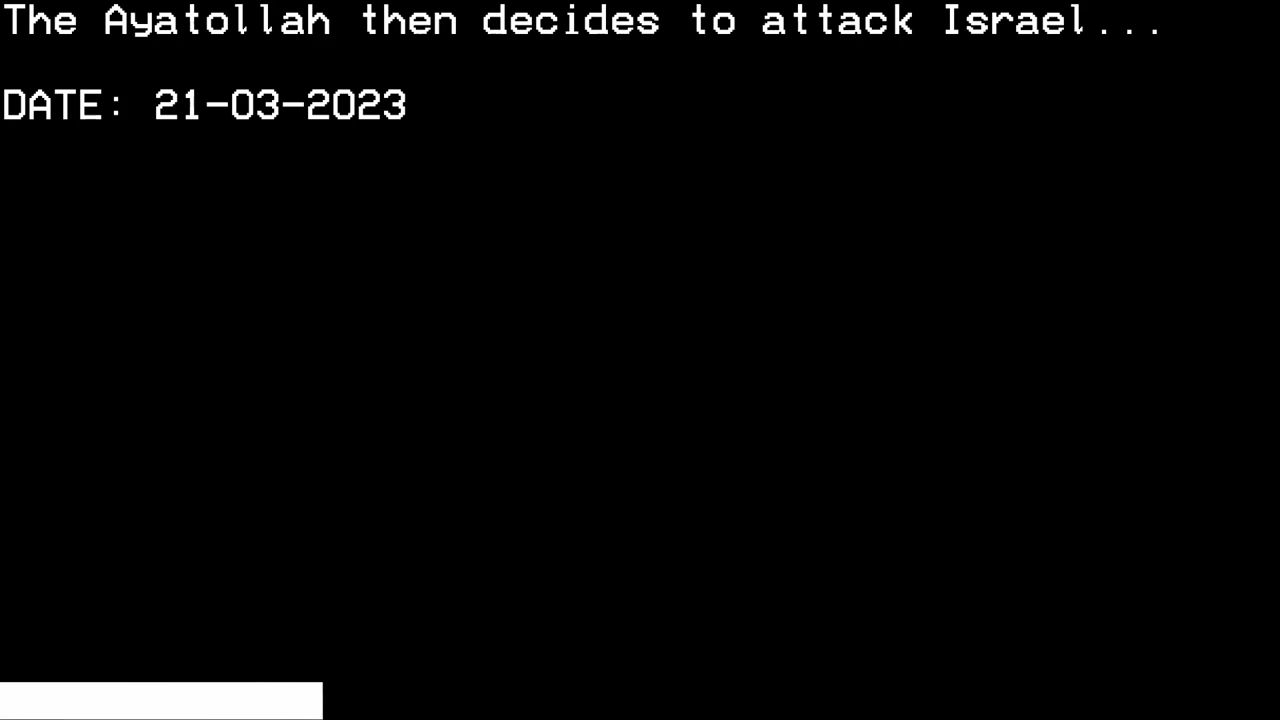 The Ayatollah then decides to attack Israel...
DATE: 21-03-2023